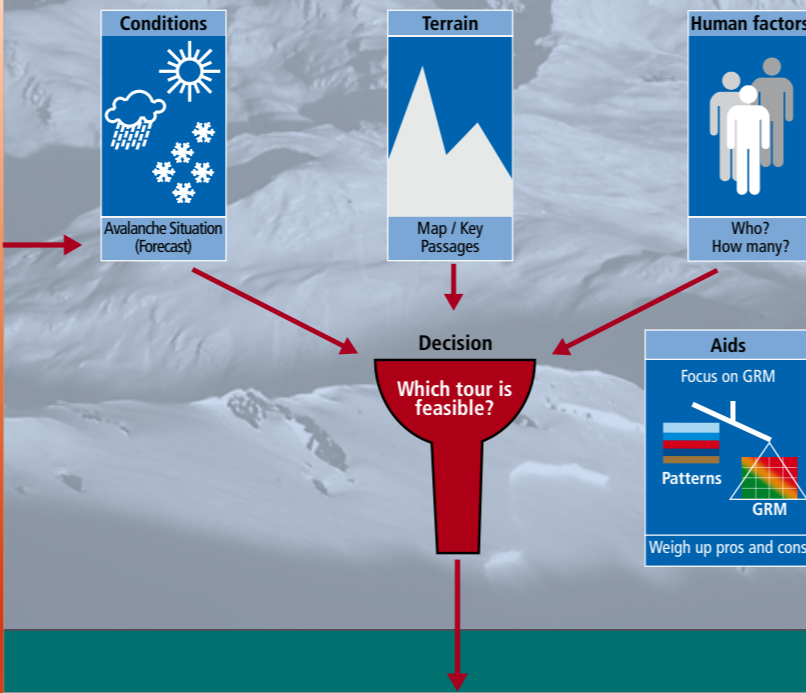 Conditions
Avalanche Situation
(Forecast)
Terrain
Map / Key
Passages
Human factors
Who?
How many?
Decision
Which tour is
feasible?
Aids
Focus on GRM
Patterns
GRM
Weigh up pros and cons